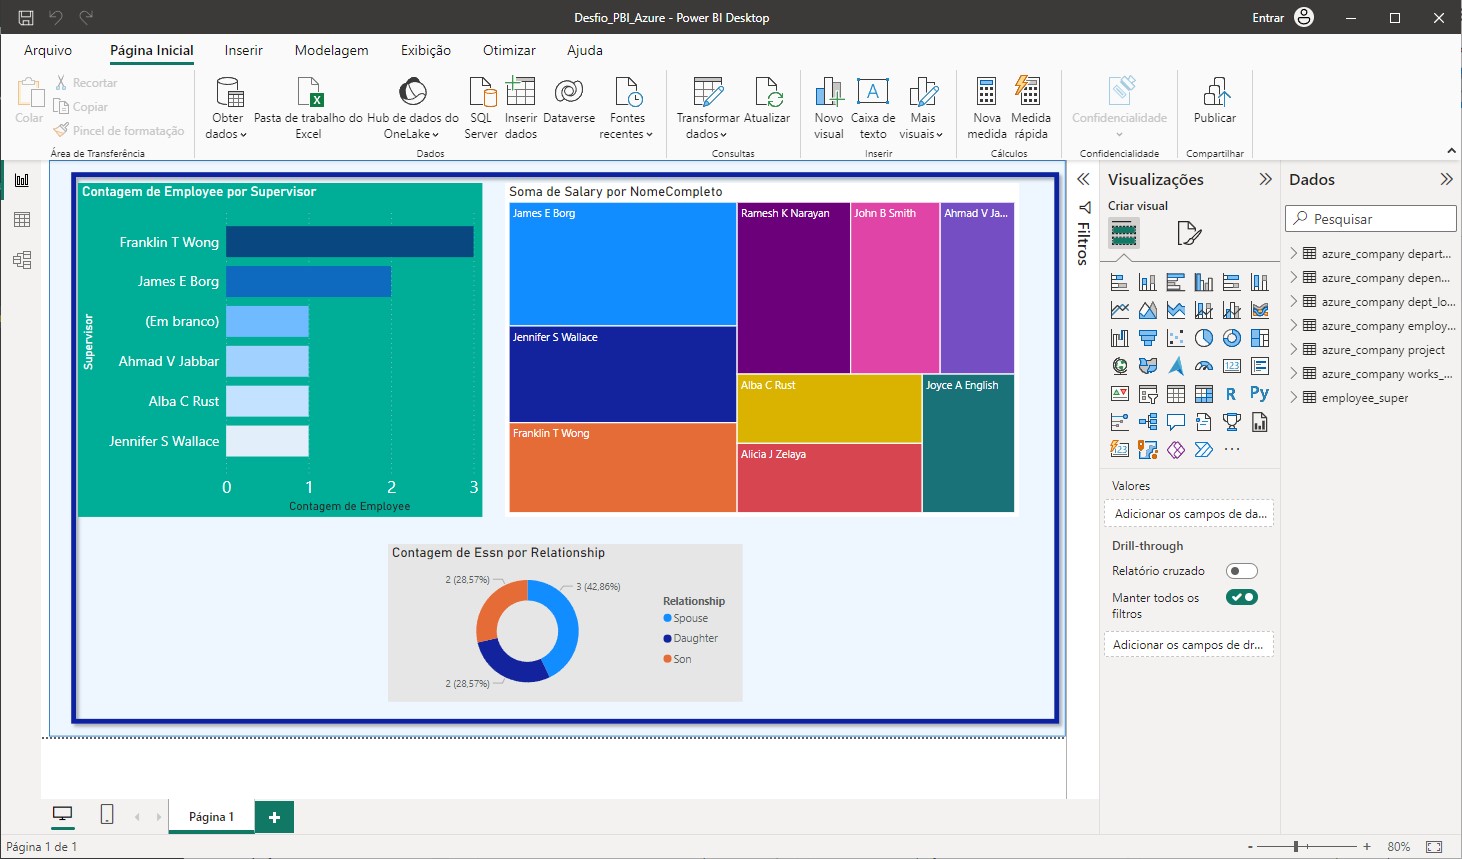 Desfio_PBI_Azure - Power BI Desktop
Entrar
Arquivo
Página Inicial
Inserir
Modelagem
Exibição
Otimizar
Ajuda
Colar
Recortar
Copiar
Pincel de formatação
Área de Transferência
Obter
dados
Pasta de trabalho do
Excel
Hub de dados do
OneLake
SQL
Server
Inserir
dados
Dataverse
Fontes
recentes
Dados
Transformar
dados
Atualizar
Consultas
Novo
visual
Caixa de
texto
Mais
visuais
Inserir
Nova
medida
Medida
rápida
Cálculos
Confidencialidade
Confidencialidade
Publicar
Compartilhar
Contagem de Employee por Supervisor
Supervisor
Franklin T Wong
James E Borg
(Em branco)
Ahmad V Jabbar
Alba C Rust
Jennifer S Wallace
0 1 2 3
Contagem de Employee
Soma de Salary por NomeCompleto
James E Borg
Jennifer S Wallace
Franklin T Wong
Ramesh K Narayan
John B Smith
Ahmad V Ja...
Alba C Rust
Alicia J Zelaya
Joyce A English
Contagem de Essn por Relationship
2 (28,57%)
3 (42,86%)
2 (28,57%)
Relationship
Spouse
Daughter
Son
Filtros
Visualizações
Criar visual
123
R
Py
123
...
Valores
Adicionar os campos de da...
Drill-through
Relatório cruzado
Manter todos os
filtros
Adicionar os campos de dr...
Dados
Pesquisar
azure_company depart...
azure_company depen...
azure_company dept_lo...
azure_company employ...
azure_company project
azure_company works_...
employee_super
Página 1
+
Página 1 de 1
- + 80%